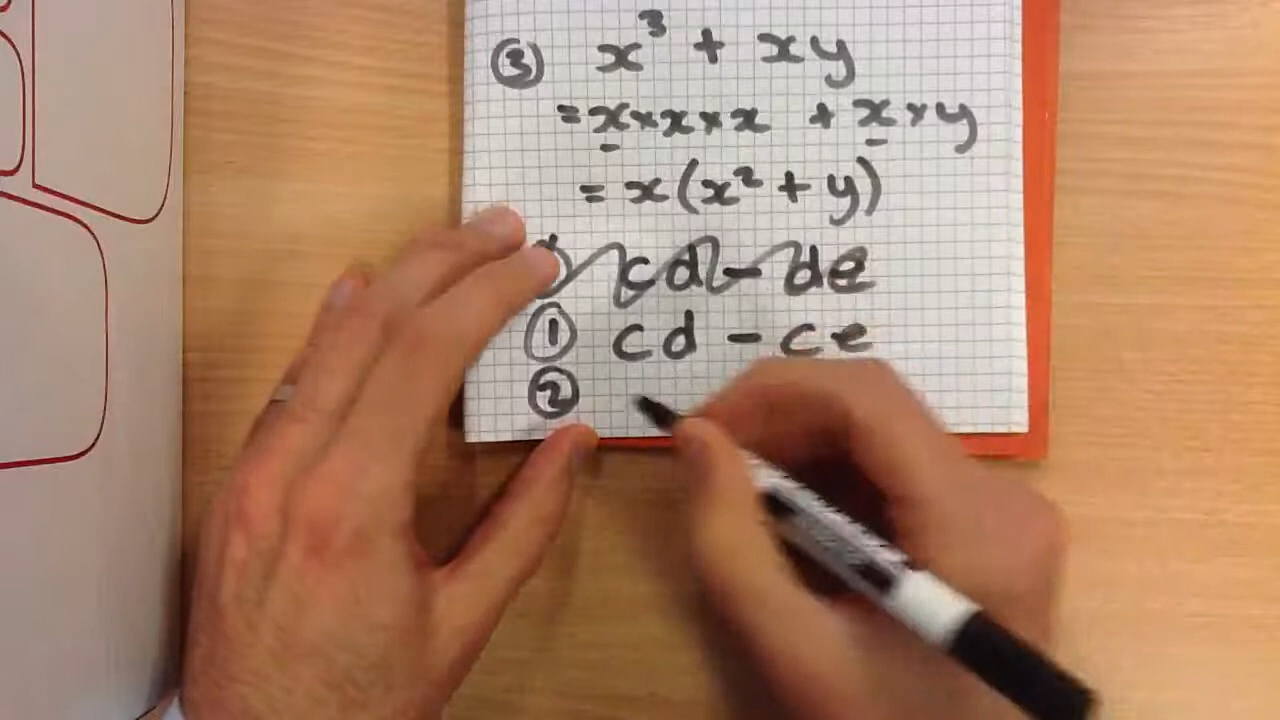 ③ x³ + xy
= x × x × x + x × y
= x(x² + y)
cd - de
① cd - ce
②